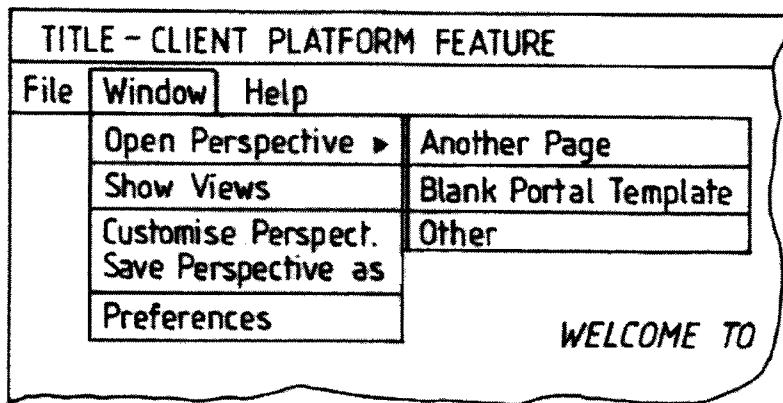 TITLE – CLIENT PLATFORM FEATURE
File Window Help
Open Perspective ▸ Another Page
Show Views Blank Portal Template
Customise Perspect. Other
Save Perspective as
Preferences
WELCOME TO